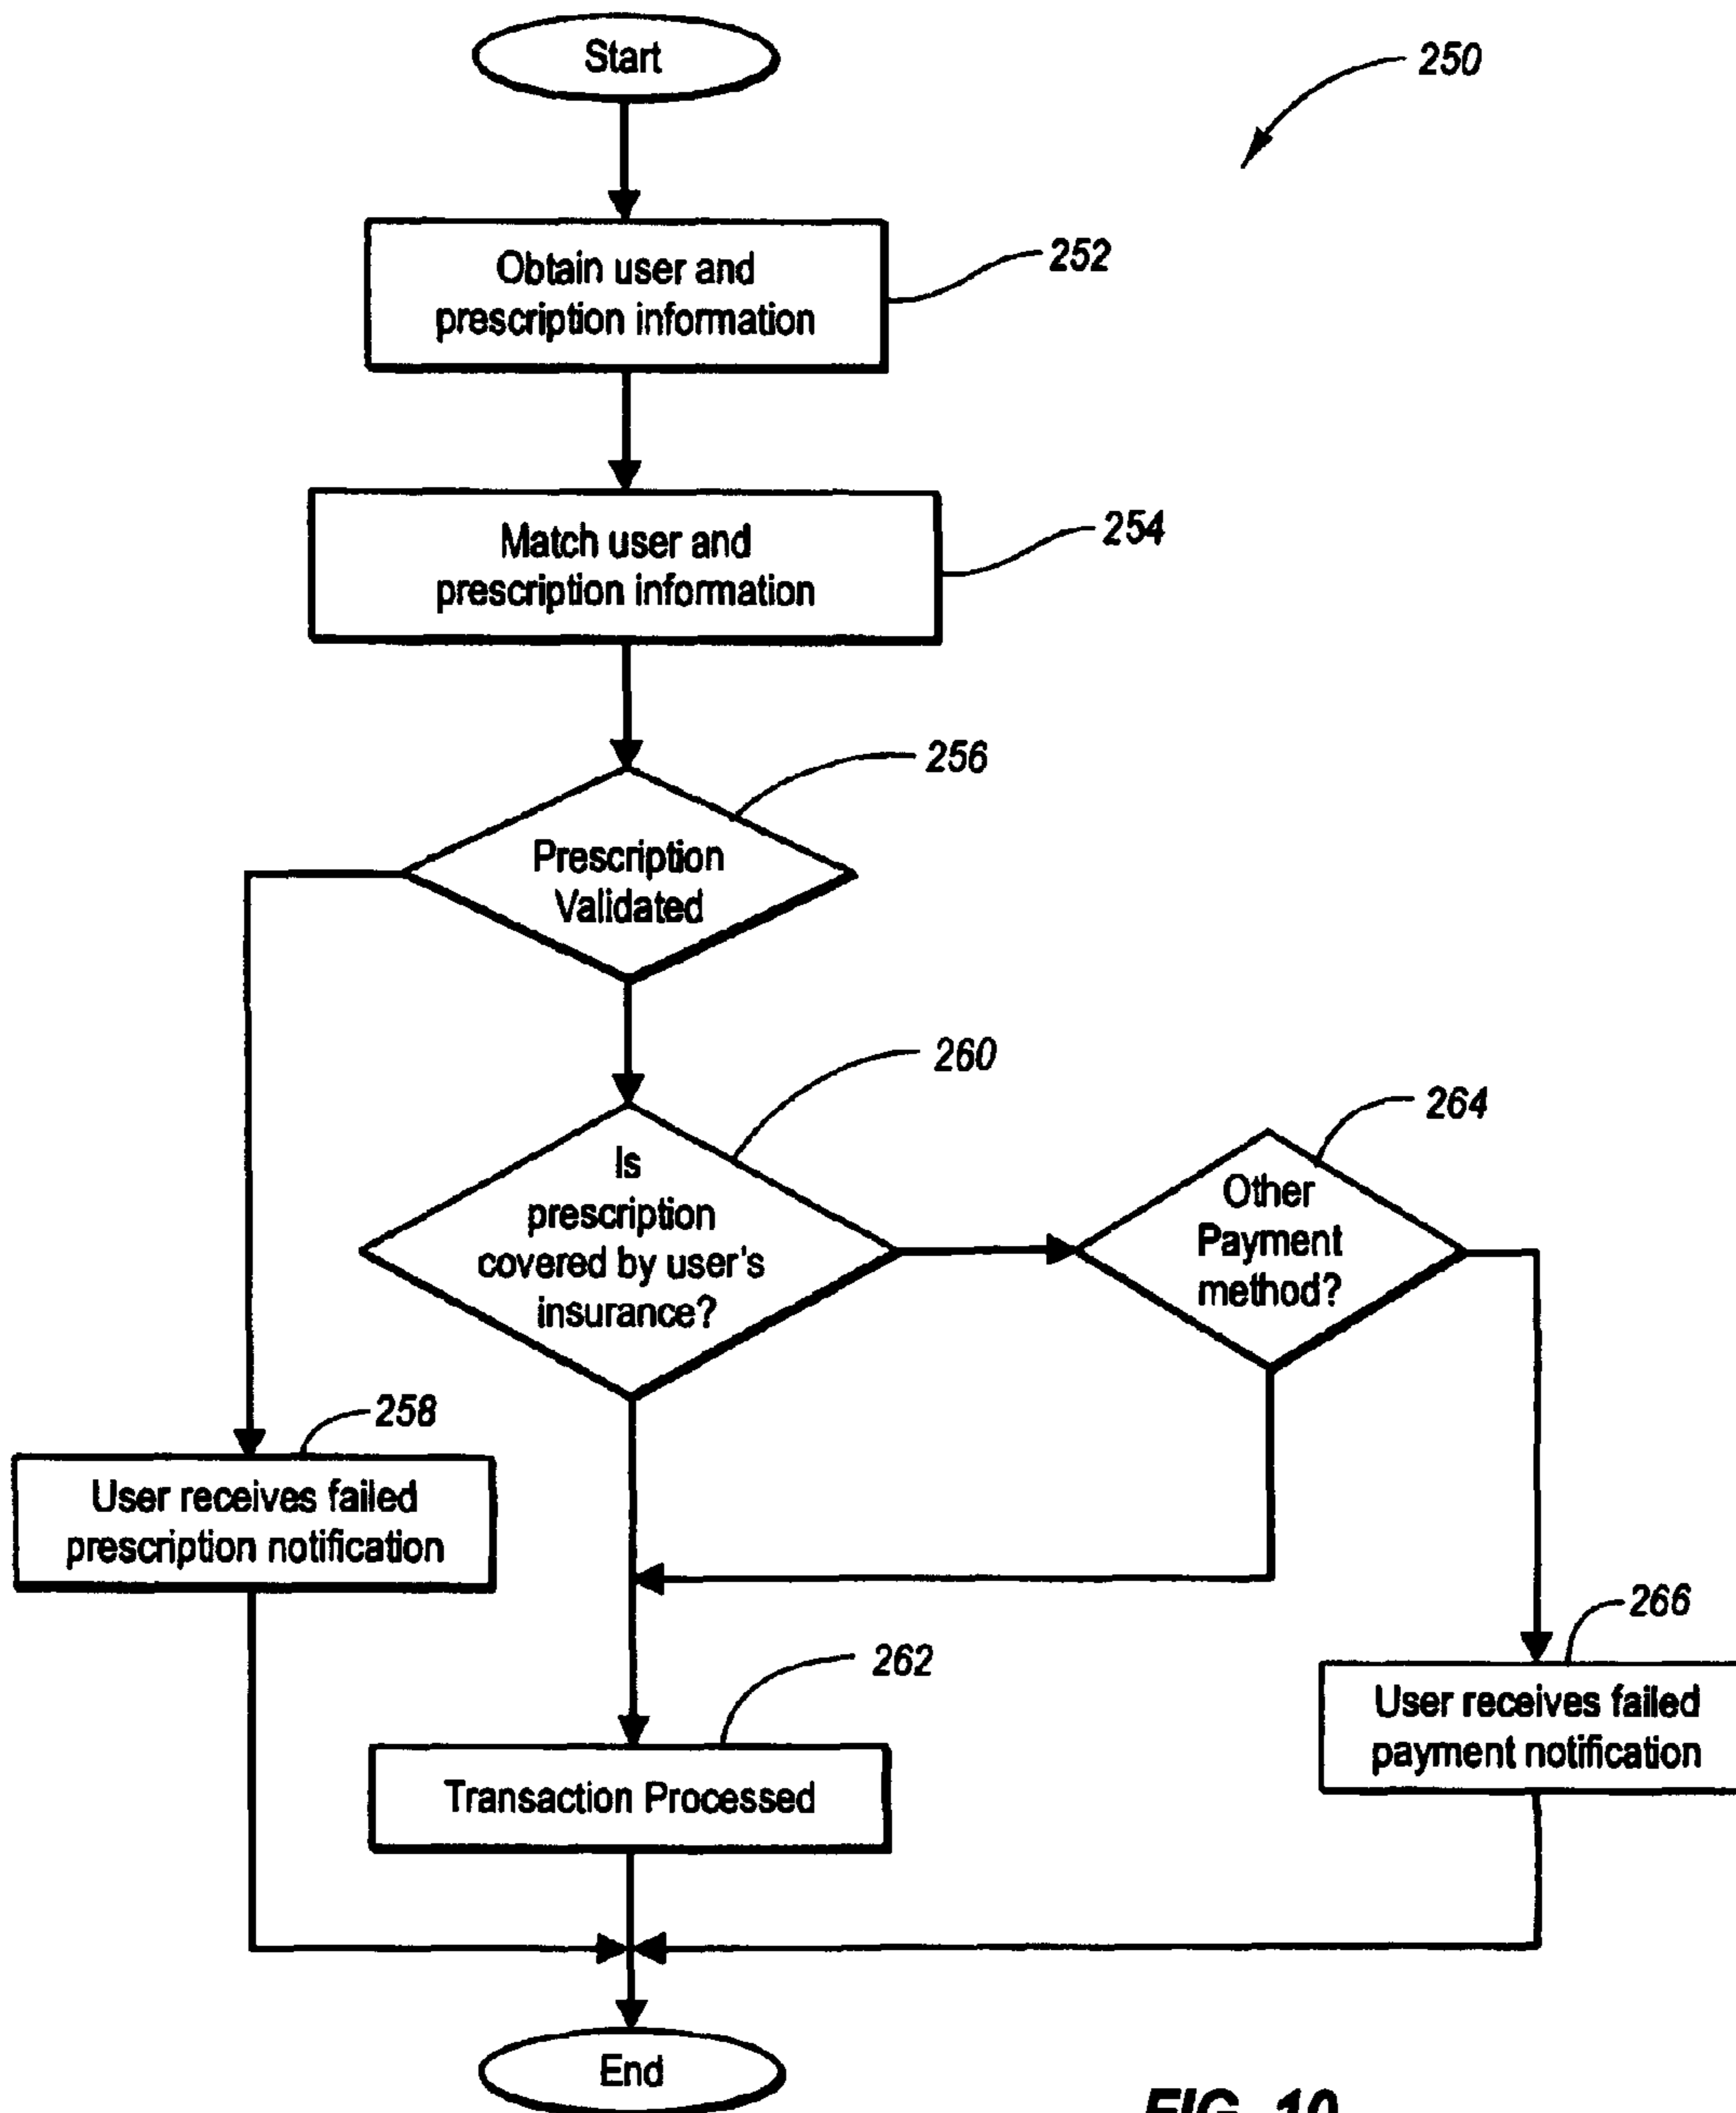 Start
250
Obtain user and
prescription information
252
Match user and
prescription information
254
256
Prescription
Validated
260
Is
prescription
covered by user's
insurance?
264
Other
Payment
method?
258
User receives failed
prescription notification
266
User receives failed
payment notification
262
Transaction Processed
End
FIG. 10